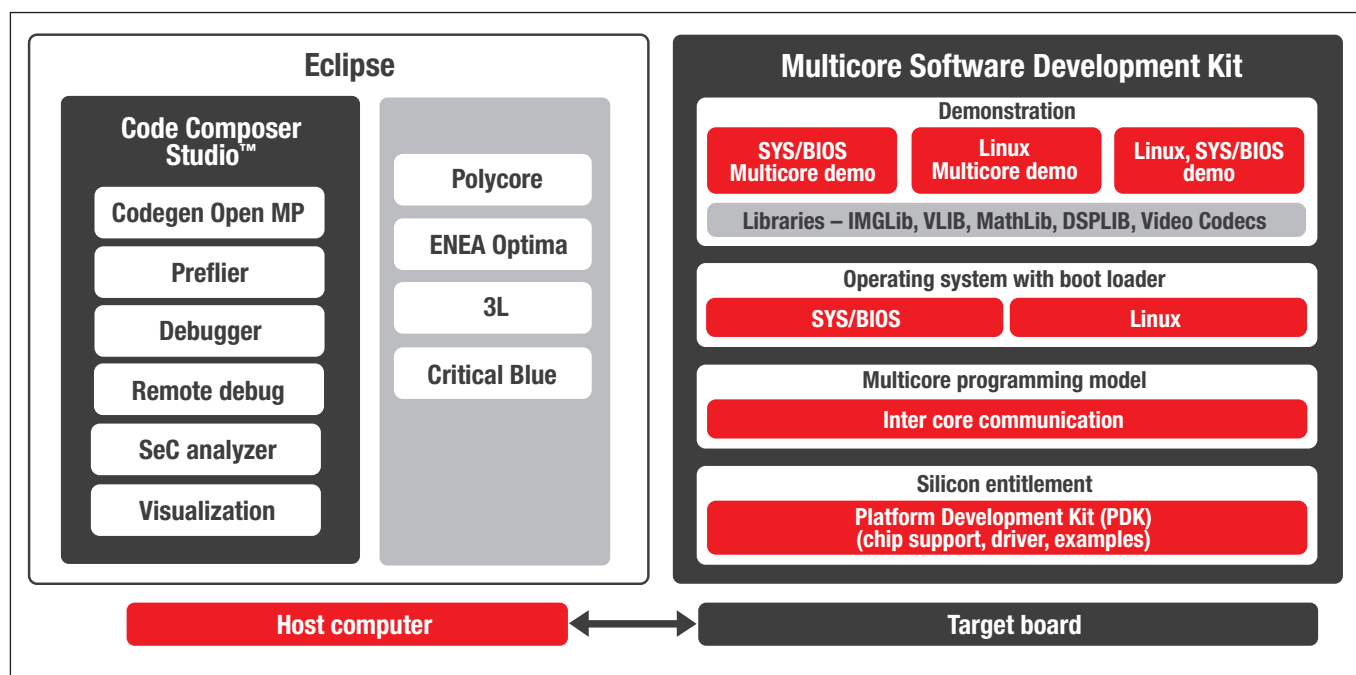 Eclipse
Code Composer
Studio™
Codegen Open MP
Preflier
Debugger
Remote debug
SeC analyzer
Visualization
Polycore
ENEA Optima
3L
Critical Blue
Multicore Software Development Kit
Demonstration
SYS/BIOS
Multicore demo
Linux
Multicore demo
Linux, SYS/BIOS
demo
Libraries – IMGLib, VLIB, MathLib, DSPLIB, Video Codecs
Operating system with boot loader
SYS/BIOS
Linux
Multicore programming model
Inter core communication
Silicon entitlement
Platform Development Kit (PDK)
(chip support, driver, examples)
Host computer
Target board